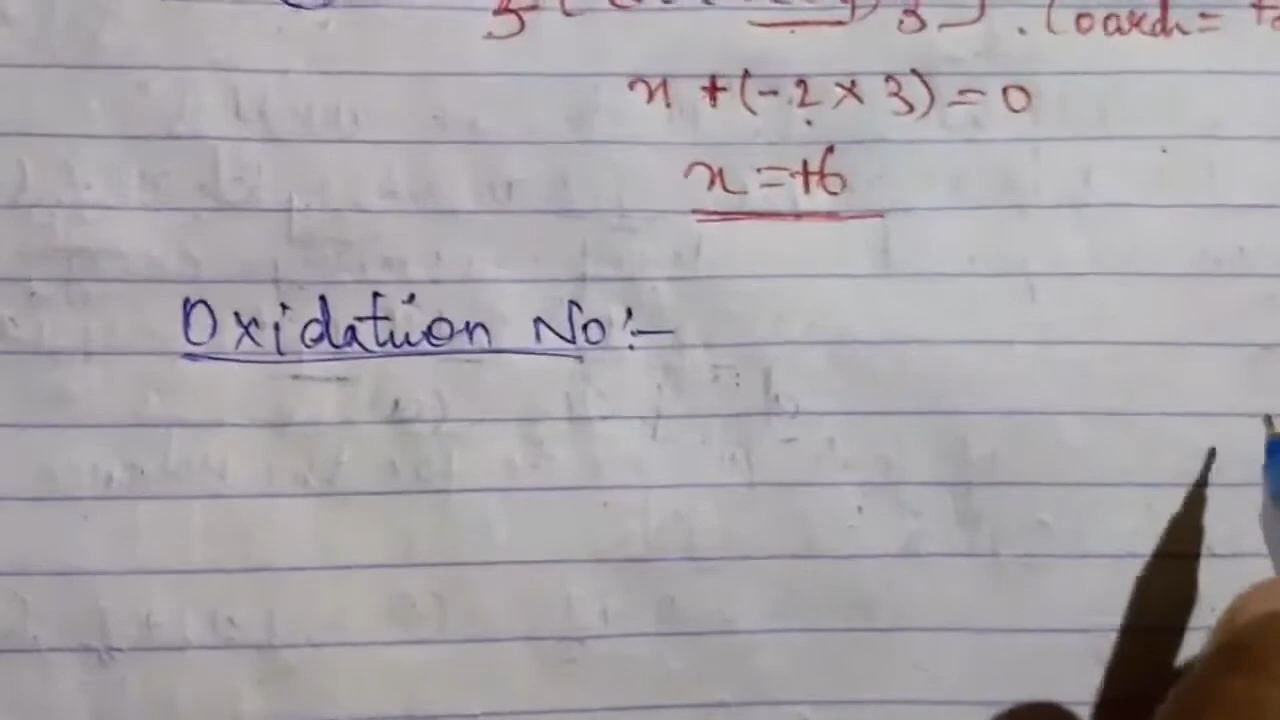 x + (-2 × 3) = 0
x = +6
Oxidation No:-